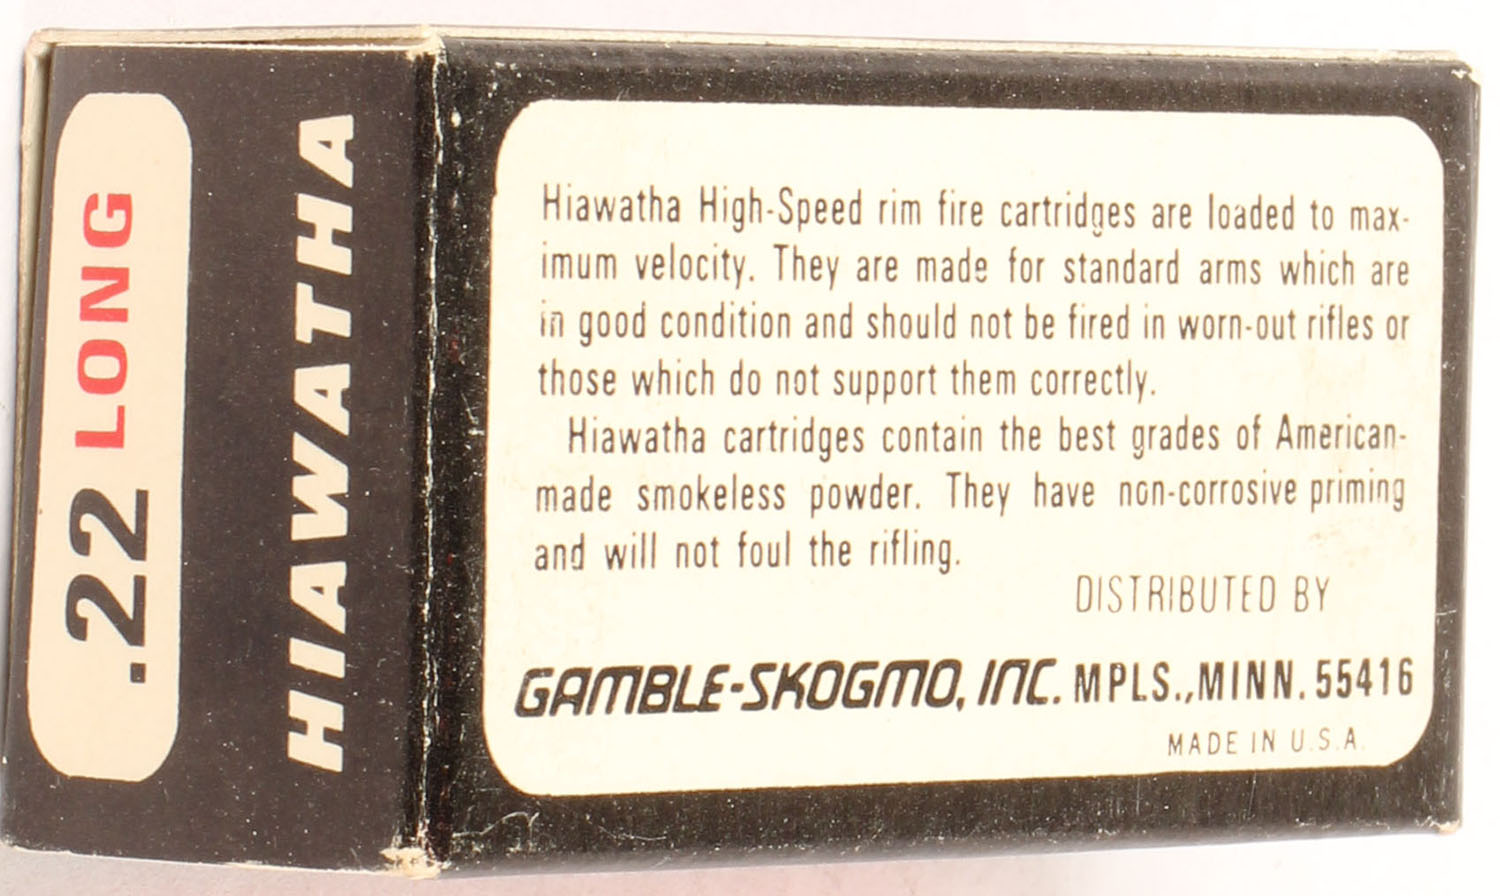 .22 LONG
HIAWATHA
Hiawatha High-Speed rim fire cartridges are loaded to max-
imum velocity. They are made for standard arms which are
in good condition and should not be fired in worn-out rifles or
those which do not support them correctly.
Hiawatha cartridges contain the best grades of American-
made smokeless powder. They have non-corrosive priming
and will not foul the rifling.
DISTRIBUTED BY
GAMBLE-SKOGMO, INC. MPLS., MINN. 55416
MADE IN U.S.A.